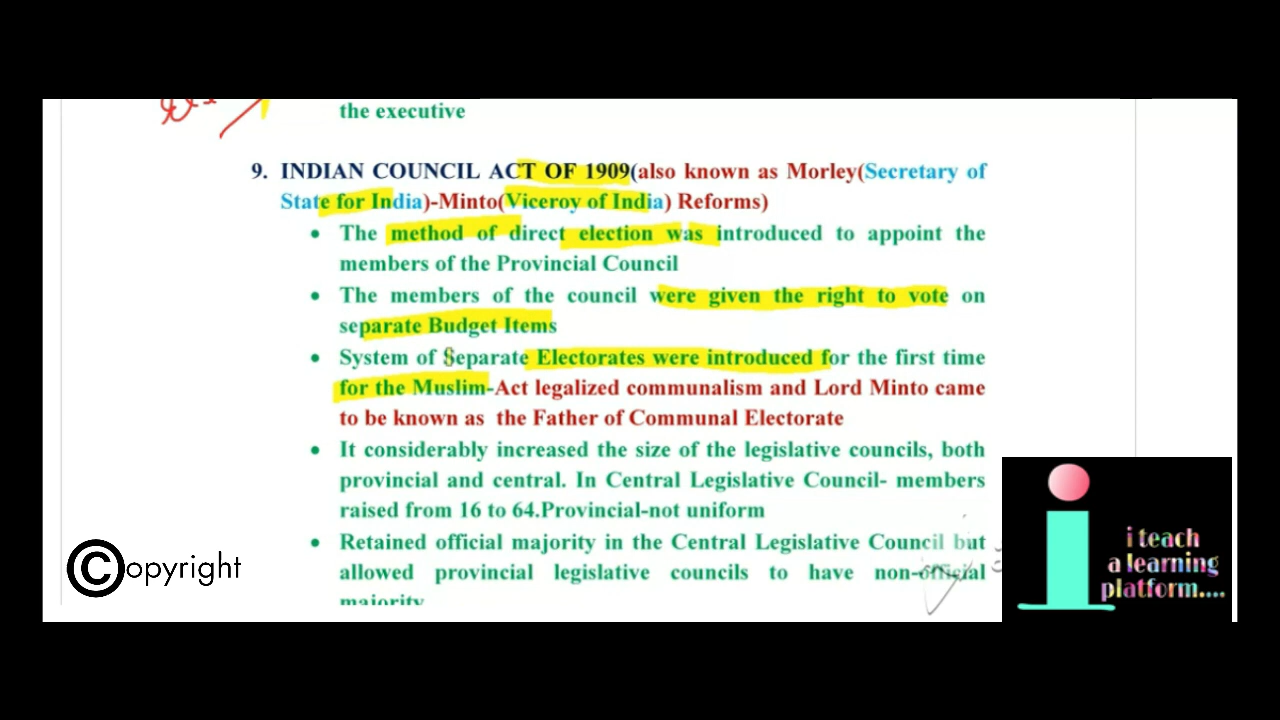 the executive
9. INDIAN COUNCIL ACT OF 1909(also known as Morley(Secretary of
State for India)-Minto(Viceroy of India) Reforms)
• The method of direct election was introduced to appoint the
members of the Provincial Council
• The members of the council were given the right to vote on
separate Budget Items
• System of Separate Electorates were introduced for the first time
for the Muslim-Act legalized communalism and Lord Minto came
to be known as the Father of Communal Electorate
• It considerably increased the size of the legislative councils, both
provincial and central. In Central Legislative Council- members
raised from 16 to 64.Provincial-not uniform
• Retained official majority in the Central Legislative Council but
allowed provincial legislative councils to have non-official
majority
©opyright
i teach
a learning
platform....